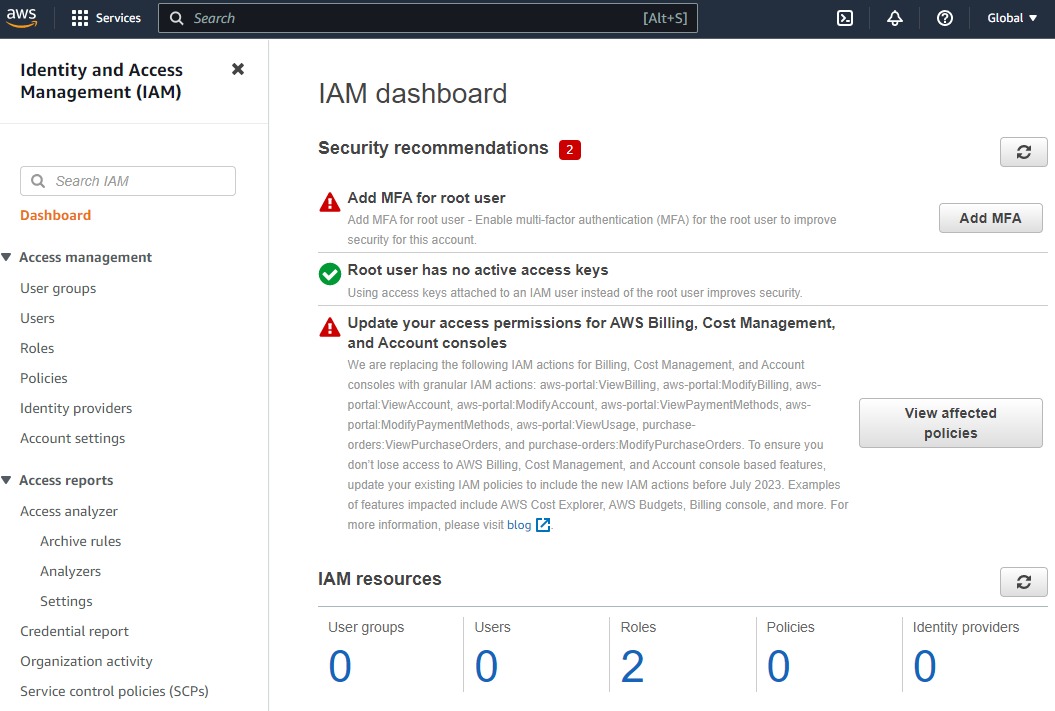 aws
Services
Search
[Alt+S]
Global
Identity and Access
Management (IAM)
Search IAM
Dashboard
Access management
User groups
Users
Roles
Policies
Identity providers
Account settings
Access reports
Access analyzer
Archive rules
Analyzers
Settings
Credential report
Organization activity
Service control policies (SCPs)
IAM dashboard
Security recommendations 2
Add MFA for root user
Add MFA for root user - Enable multi-factor authentication (MFA) for the root user to improve
security for this account.
Add MFA
Root user has no active access keys
Using access keys attached to an IAM user instead of the root user improves security.
Update your access permissions for AWS Billing, Cost Management,
and Account consoles
We are replacing the following IAM actions for Billing, Cost Management, and Account
consoles with granular IAM actions: aws-portal:ViewBilling, aws-portal:ModifyBilling, aws-
portal:ViewAccount, aws-portal:ModifyAccount, aws-portal:ViewPaymentMethods, aws-
portal:ModifyPaymentMethods, aws-portal:ViewUsage, purchase-
orders:ViewPurchaseOrders, and purchase-orders:ModifyPurchaseOrders. To ensure you
don't lose access to AWS Billing, Cost Management, and Account console based features,
update your existing IAM policies to include the new IAM actions before July 2023. Examples
of features impacted include AWS Cost Explorer, AWS Budgets, Billing console, and more. For
more information, please visit blog.
View affected
policies
IAM resources
User groups
0
Users
0
Roles
2
Policies
0
Identity providers
0